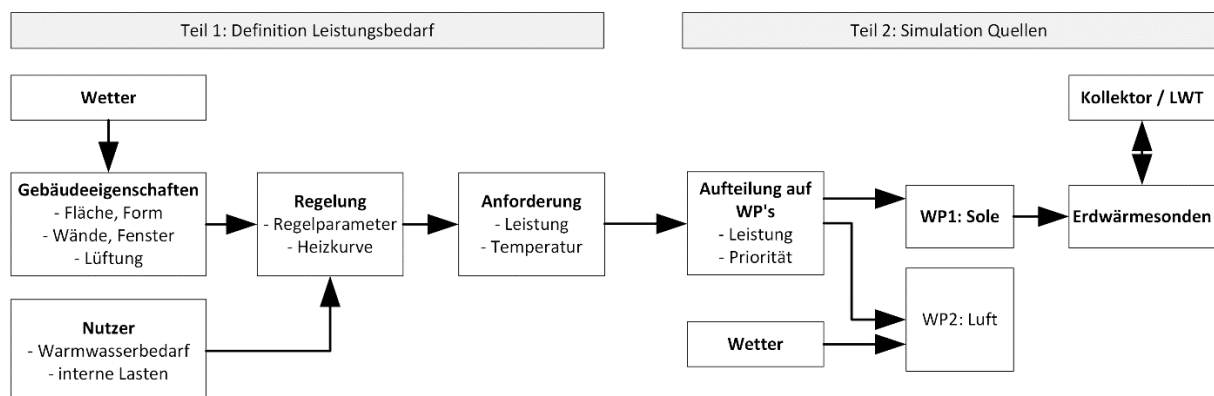 Teil 1: Definition Leistungsbedarf
Teil 2: Simulation Quellen
Wetter
Gebäudeeigenschaften
- Fläche, Form
- Wände, Fenster
- Lüftung
Nutzer
- Warmwasserbedarf
- interne Lasten
Regelung
- Regelparameter
- Heizkurve
Anforderung
- Leistung
- Temperatur
Aufteilung auf
WP's
- Leistung
- Priorität
Wetter
WP1: Sole
WP2: Luft
Kollektor / LWT
Erdwärmesonden